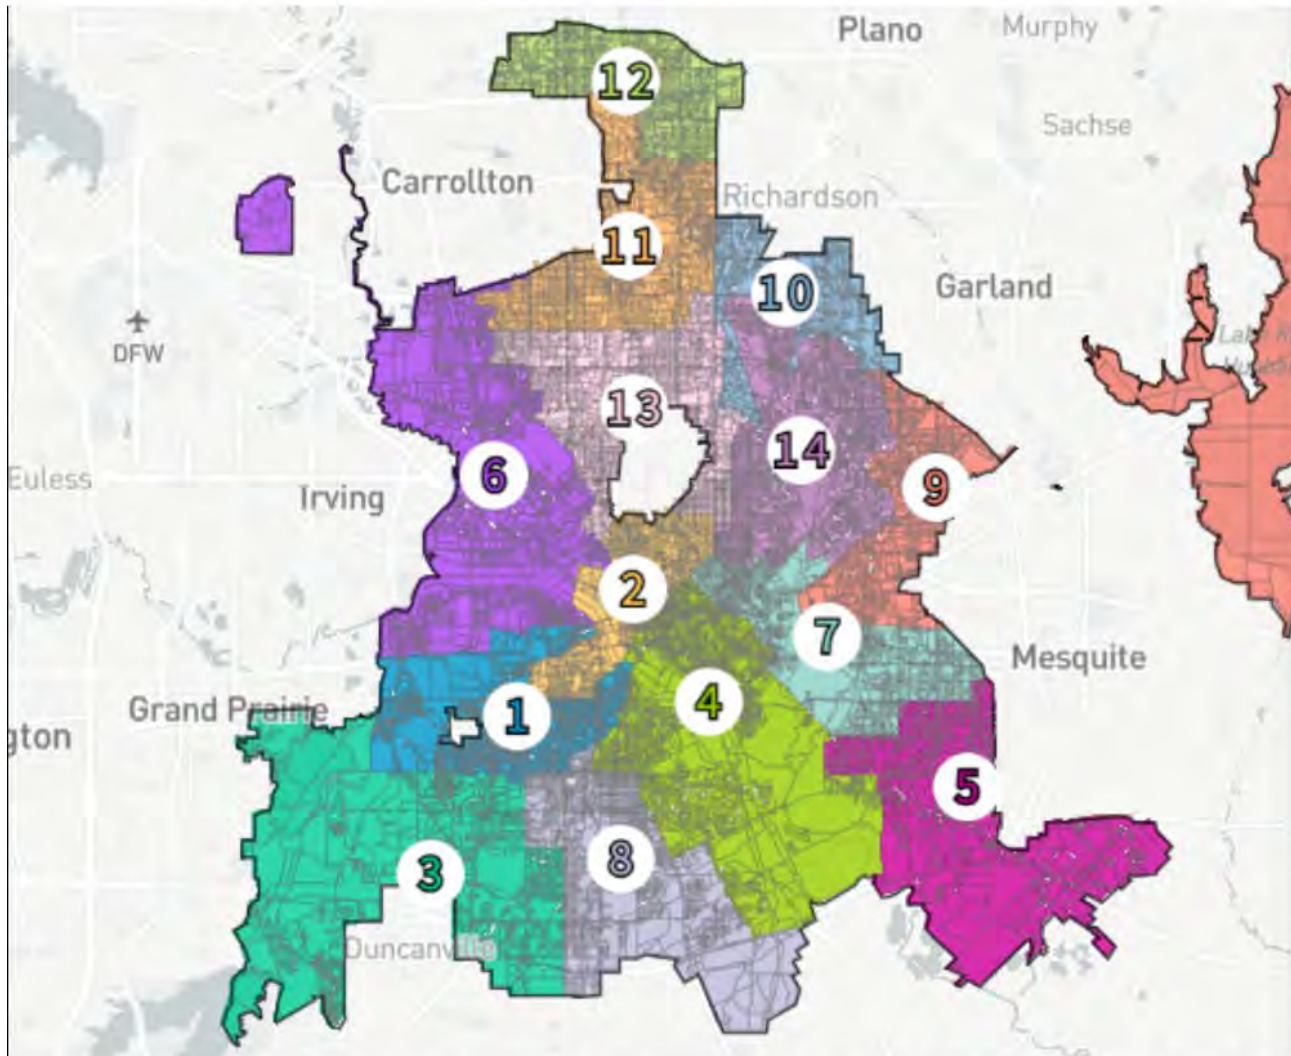 Plano
Murphy
12
Sachse
Carrollton
Richardson
11
10
Garland
DFW
13
14
6
9
Euless
Irving
2
7
Mesquite
4
Grand Prairie
1
gton
5
8
3
Duncanville